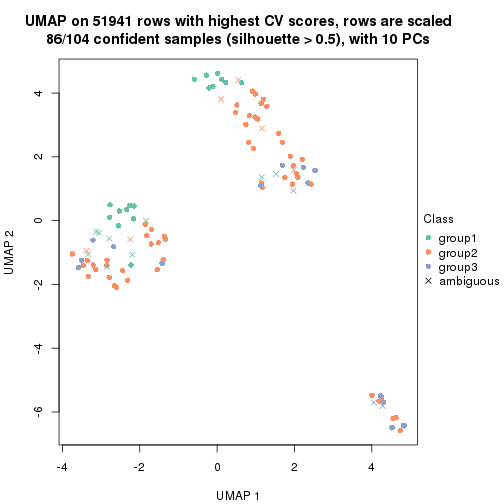 UMAP on 51941 rows with highest CV scores, rows are scaled
86/104 confident samples (silhouette > 0.5), with 10 PCs
4
2
0
-2
-4
-6
UMAP 2
-4
-2
0
2
4
UMAP 1
Class
group1
group2
group3
ambiguous